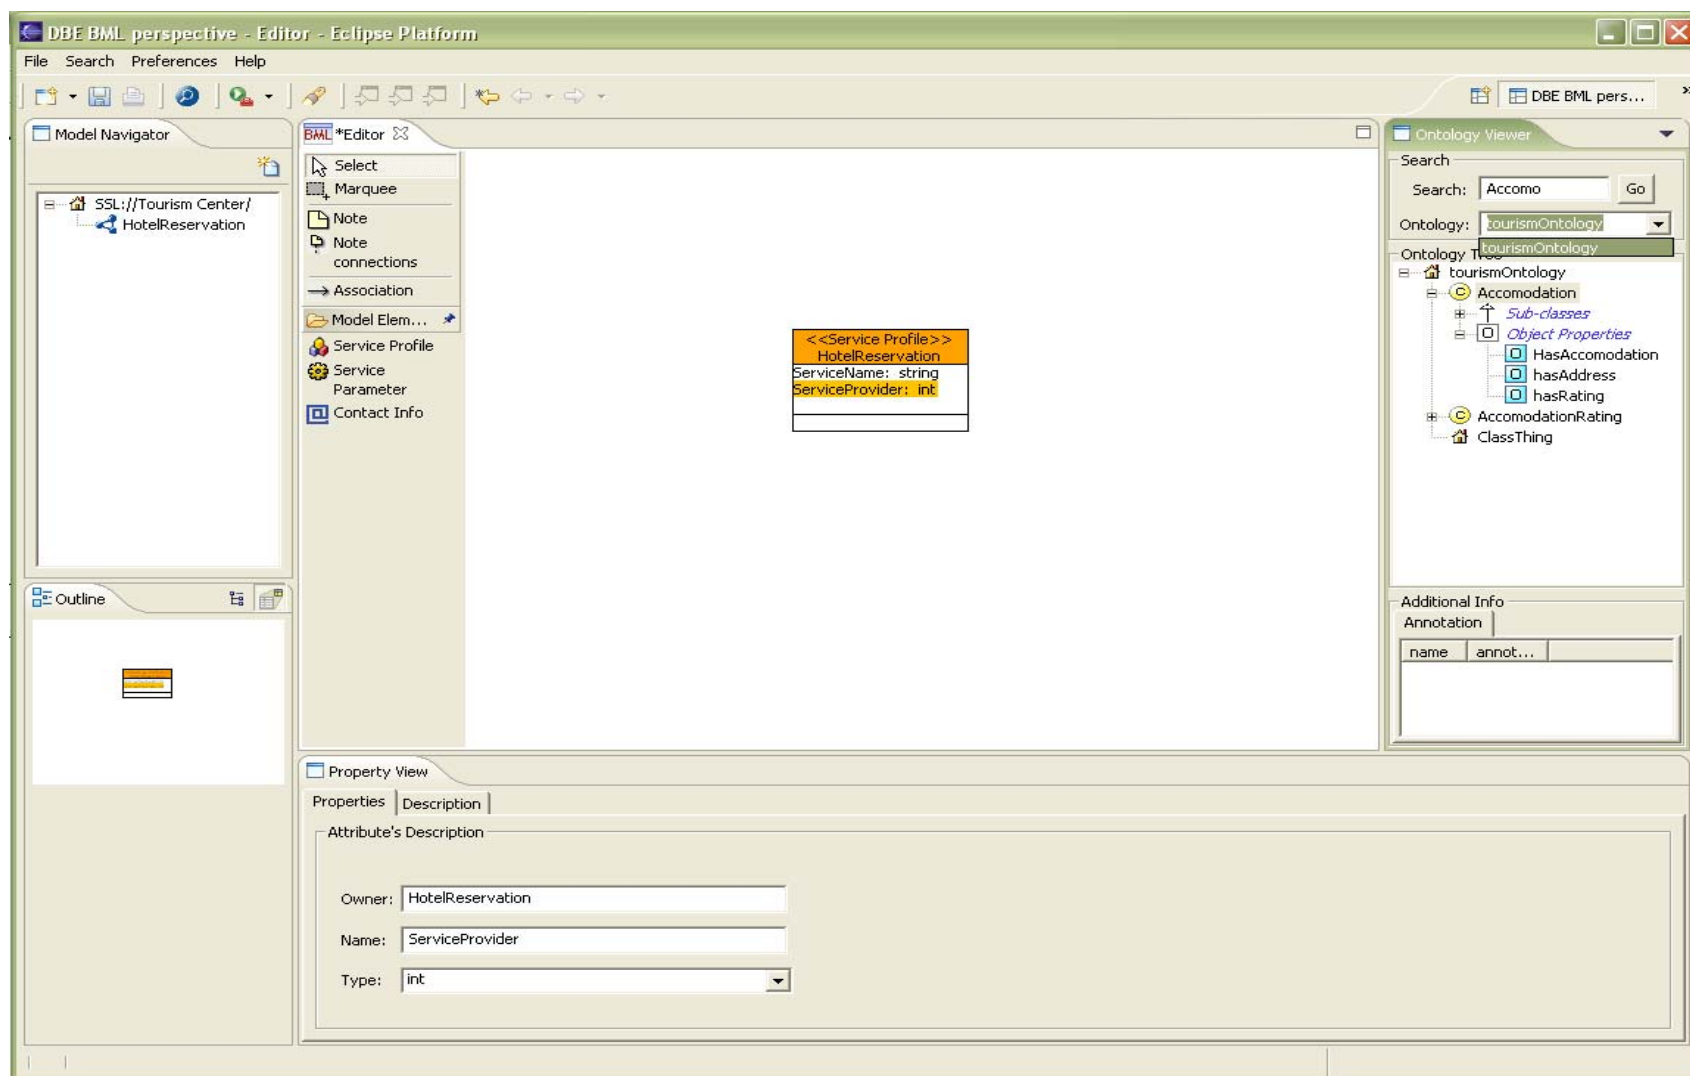 DBE BML perspective - Editor - Eclipse Platform
File Search Preferences Help
DBE BML pers...
Model Navigator
SSL://Tourism Center/
HotelReservation
Outline
BML *Editor
Select
Marquee
Note
Note
connections
Association
Model Elem...
Service Profile
Service
Parameter
Contact Info
<<Service Profile>>
HotelReservation
ServiceName: string
ServiceProvider: int
Ontology Viewer
Search
Search: Accomo Go
Ontology: tourismOntology
tourismOntology
Ontology
tourismOntology
C Accomodation
Sub-classes
O Object Properties
O HasAccomodation
O hasAddress
O hasRating
C AccomodationRating
ClassThing
Additional Info
Annotation
name annot...
Property View
Properties Description
Attribute's Description
Owner: HotelReservation
Name: ServiceProvider
Type: int